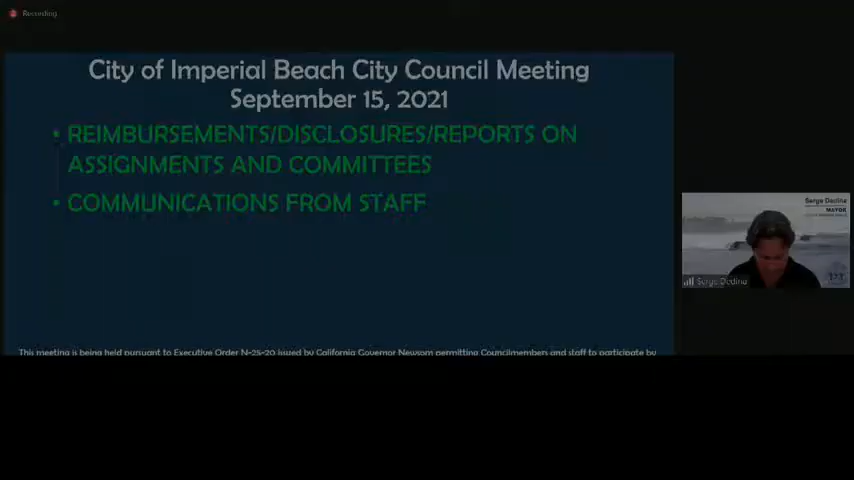 Recording
City of Imperial Beach City Council Meeting
September 15, 2021
• REIMBURSEMENTS/DISCLOSURES/REPORTS ON
ASSIGNMENTS AND COMMITTEES
• COMMUNICATIONS FROM STAFF
Serge Dedina
MAYOR
Serge Dedina
This meeting is being held pursuant to Executive Order N-25-20 issued by California Governor Newsom permitting Councilmembers and staff to participate by